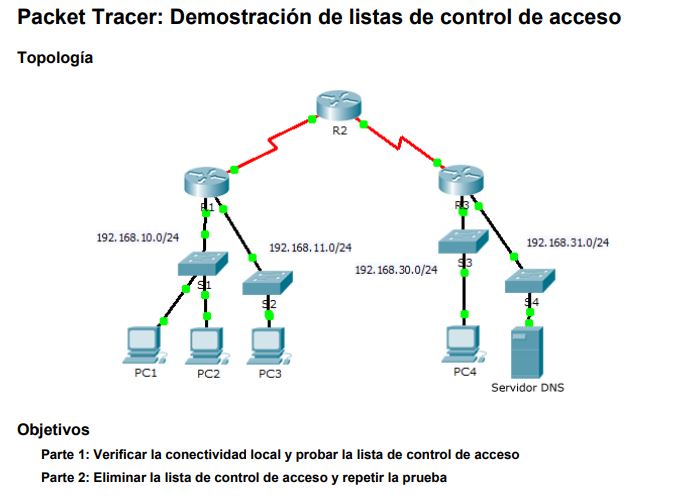 Packet Tracer: Demostración de listas de control de acceso
Topología
R2
R1
R3
192.168.10.0/24
192.168.11.0/24
192.168.30.0/24
192.168.31.0/24
S1
S2
S3
S4
PC1
PC2
PC3
PC4
Servidor DNS
Objetivos
Parte 1: Verificar la conectividad local y probar la lista de control de acceso
Parte 2: Eliminar la lista de control de acceso y repetir la prueba